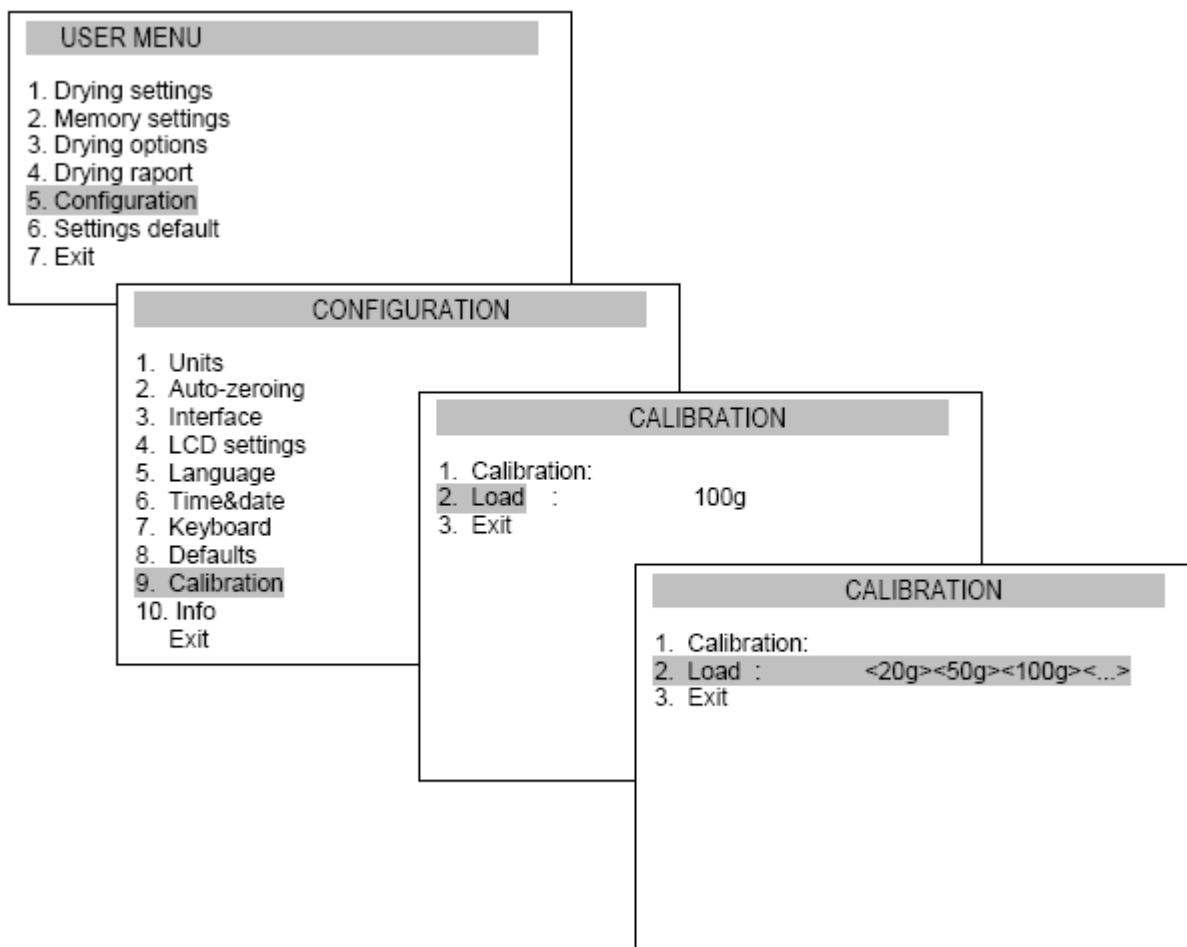 USER MENU
1. Drying settings
2. Memory settings
3. Drying options
4. Drying raport
5. Configuration
6. Settings default
7. Exit
CONFIGURATION
1. Units
2. Auto-zeroing
3. Interface
4. LCD settings
5. Language
6. Time&date
7. Keyboard
8. Defaults
9. Calibration
10. Info
Exit
CALIBRATION
1. Calibration:
2. Load : 100g
3. Exit
CALIBRATION
1. Calibration:
2. Load : <20g><50g><100g><...>
3. Exit